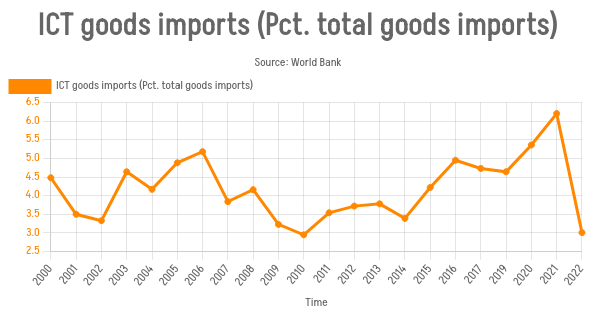 ICT goods imports (Pct. total goods imports)
Source: World Bank
ICT goods imports (Pct. total goods imports)
6.5
6.0
5.5
5.0
4.5
4.0
3.5
3.0
2.5
2000 2001 2002 2003 2004 2005 2006 2007 2008 2009 2010 2011 2012 2013 2014 2015 2016 2017 2019 2020 2021 2022
Time